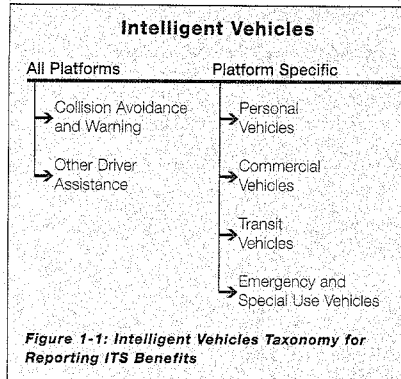 Intelligent Vehicles
All Platforms
Collision Avoidance
and Warning
Other Driver
Assistance
Platform Specific
Personal
Vehicles
Commercial
Vehicles
Transit
Vehicles
Emergency and
Special Use Vehicles
Figure 1-1: Intelligent Vehicles Taxonomy for
Reporting ITS Benefits